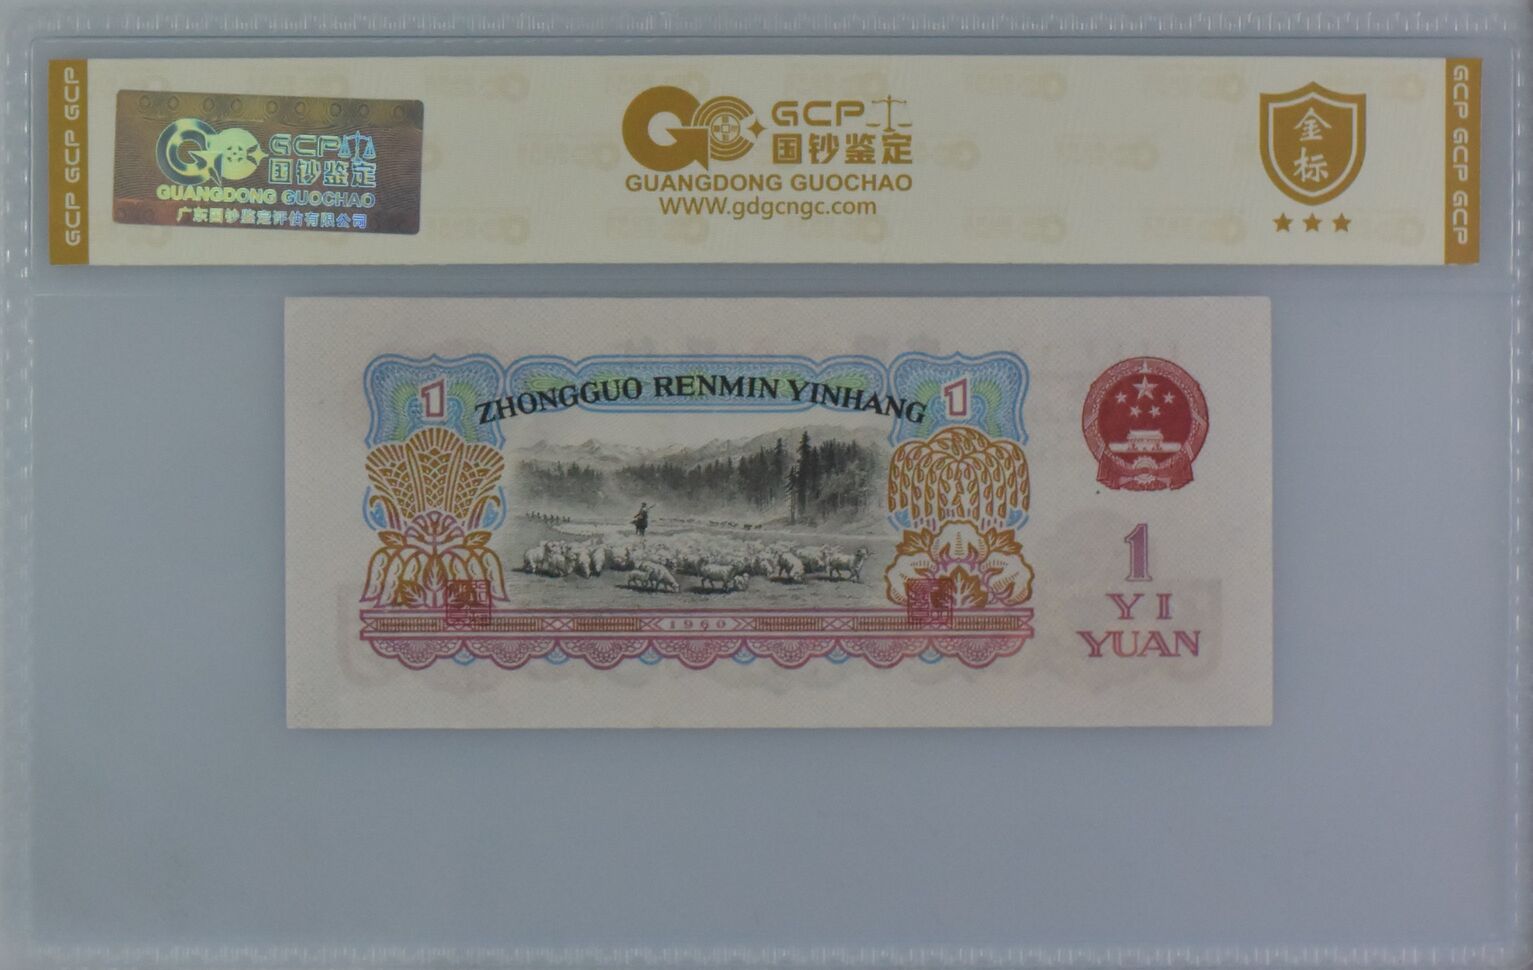 GCP GCP GCP
GCP
国钞鉴定
GUANGDONG GUOCHAO
广东国钞鉴定评估有限公司
GCP
国钞鉴定
GUANGDONG GUOCHAO
WWW.gdgcngc.com
金
标
GCP GCP GCP
1
ZHONGGUO RENMIN YINHANG
1
1960
1
YI
YUAN